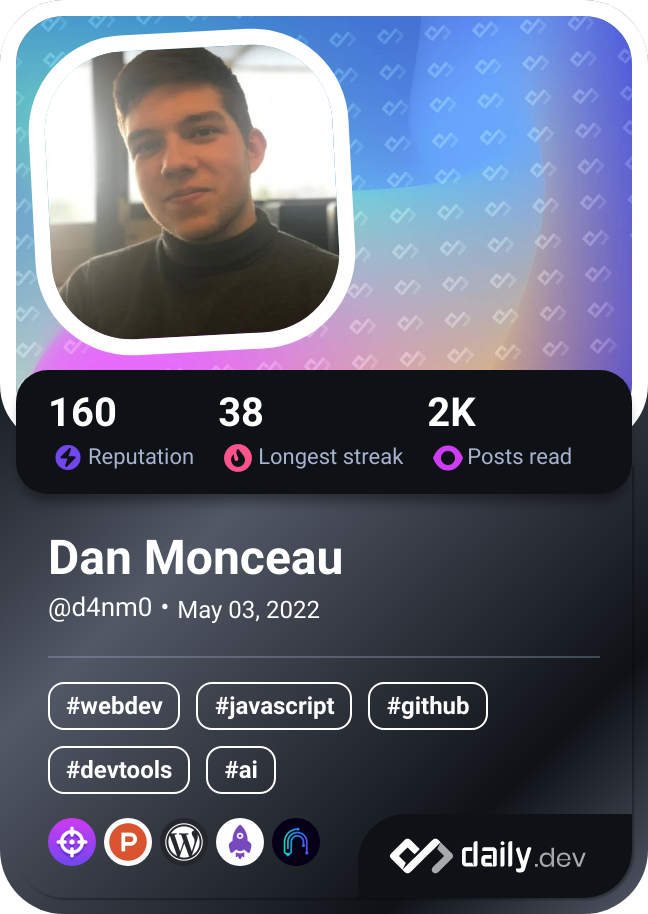 160 38 2K
Reputation Longest streak Posts read
Dan Monceau
@d4nm0 • May 03, 2022
#webdev #javascript #github
#devtools #ai
P W
daily.dev